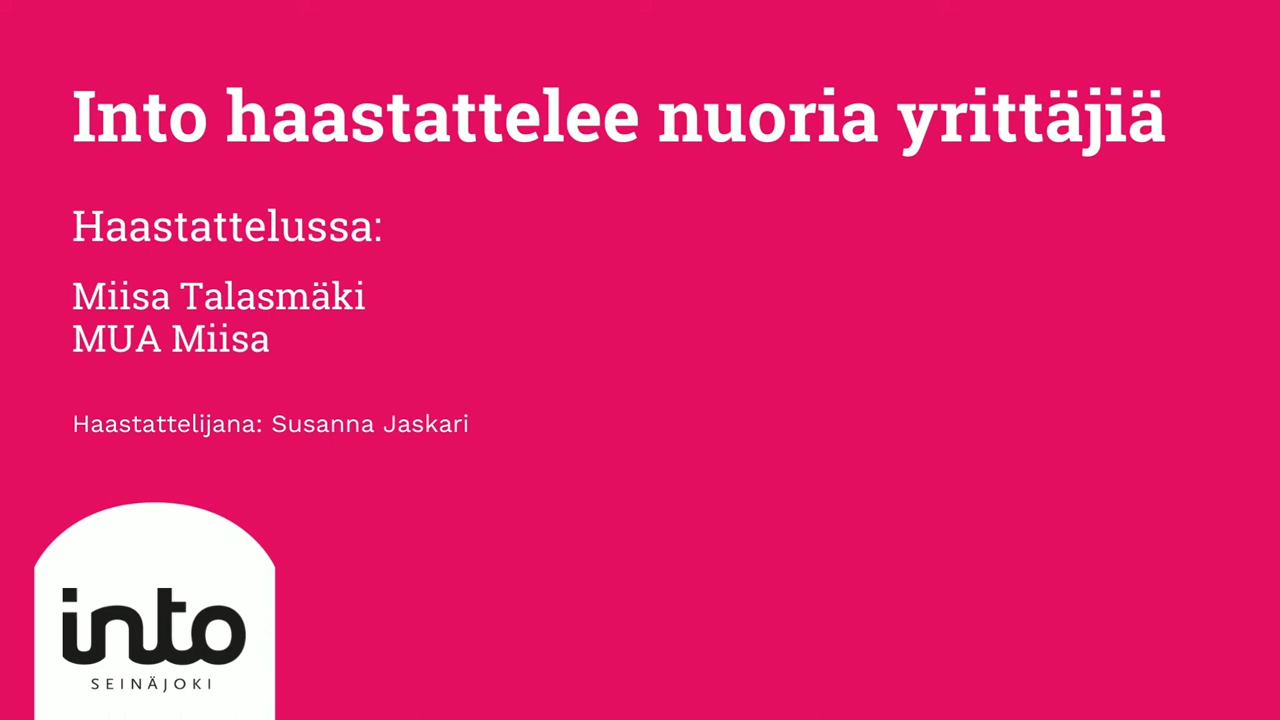 Into haastattelee nuoria yrittäjiä
Haastattelussa:
Miisa Talasmäki
MUA Miisa
Haastattelijana: Susanna Jaskari
into
SEINÄJOKI